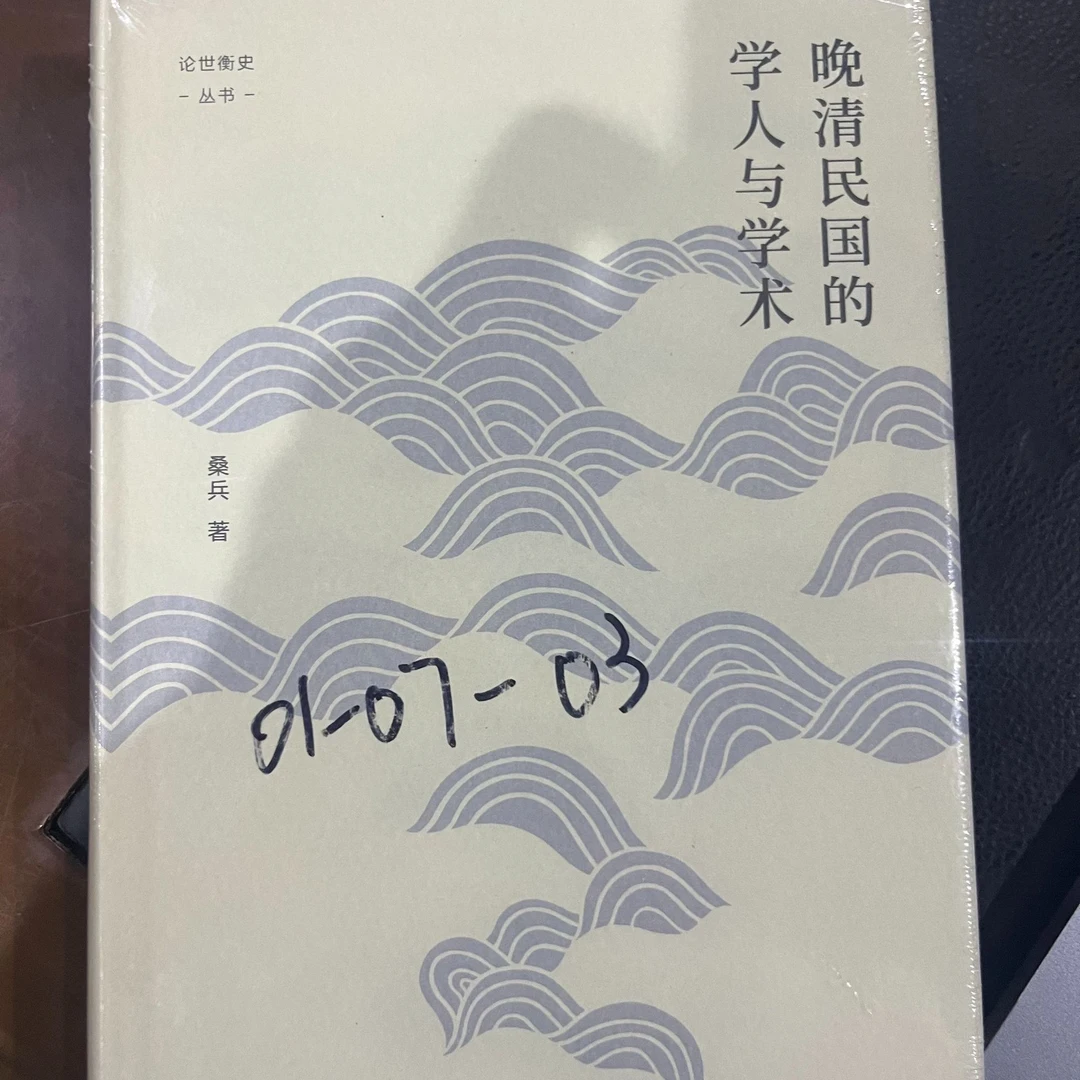 论世衡史
- 丛书 -
晚清民国的
学人与学术
桑兵 著
01-07-03